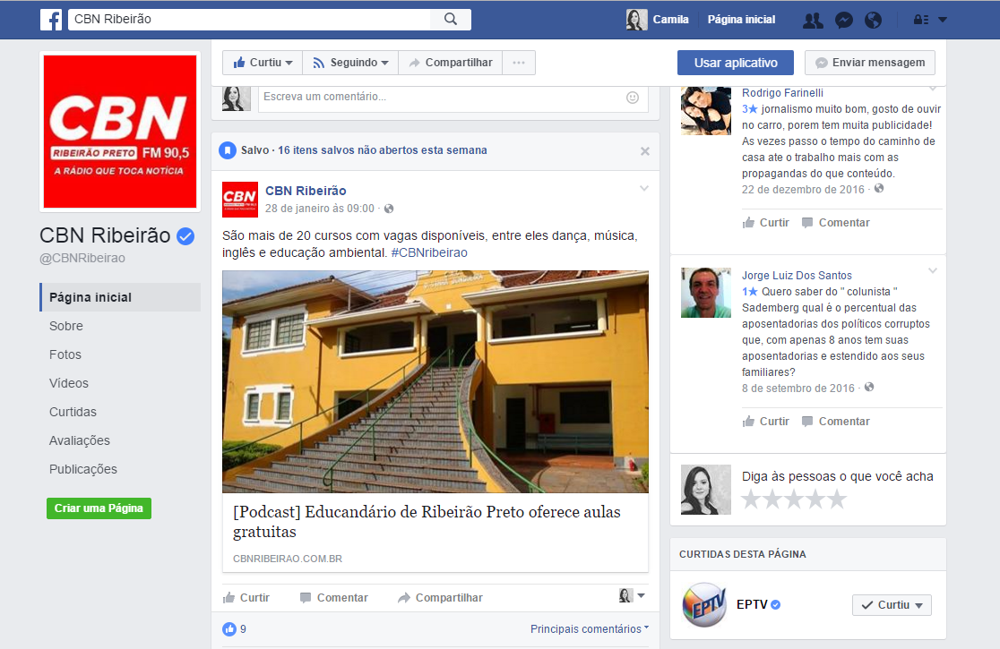 CBN Ribeirão
Camila
Página inicial
CBN
RIBEIRÃO PRETO FM 90,5
A RÁDIO QUE TOCA NOTÍCIA
CBN Ribeirão
@CBNRibeirao
Página inicial
Sobre
Fotos
Vídeos
Curtidas
Avaliações
Publicações
Criar uma Página
Curtiu
Seguindo
Compartilhar
Usar aplicativo
Enviar mensagem
Escreva um comentário...
Salvo · 16 itens salvos não abertos esta semana
CBN
CBN Ribeirão
28 de janeiro às 09:00 ·
São mais de 20 cursos com vagas disponíveis, entre eles dança, música,
inglês e educação ambiental. #CBNribeirao
[Podcast] Educandário de Ribeirão Preto oferece aulas
gratuitas
CBNRIBEIRAO.COM.BR
Curtir
Comentar
Compartilhar
9
Principais comentários
Rodrigo Farinelli
3★ jornalismo muito bom, gosto de ouvir
no carro, porem tem muita publicidade!
As vezes passo o tempo do caminho de
casa ate o trabalho mais com as
propagandas do que conteúdo.
22 de dezembro de 2016 ·
Curtir
Comentar
Jorge Luiz Dos Santos
1★ Quero saber do " colunista "
Sademberg qual é o percentual das
aposentadorias dos políticos corruptos
que, com apenas 8 anos tem suas
aposentadorias e estendido aos seus
familiares?
8 de setembro de 2016 ·
Curtir
Comentar
Diga às pessoas o que você acha
CURTIDAS DESTA PÁGINA
EPTV
EPTV
Curtiu